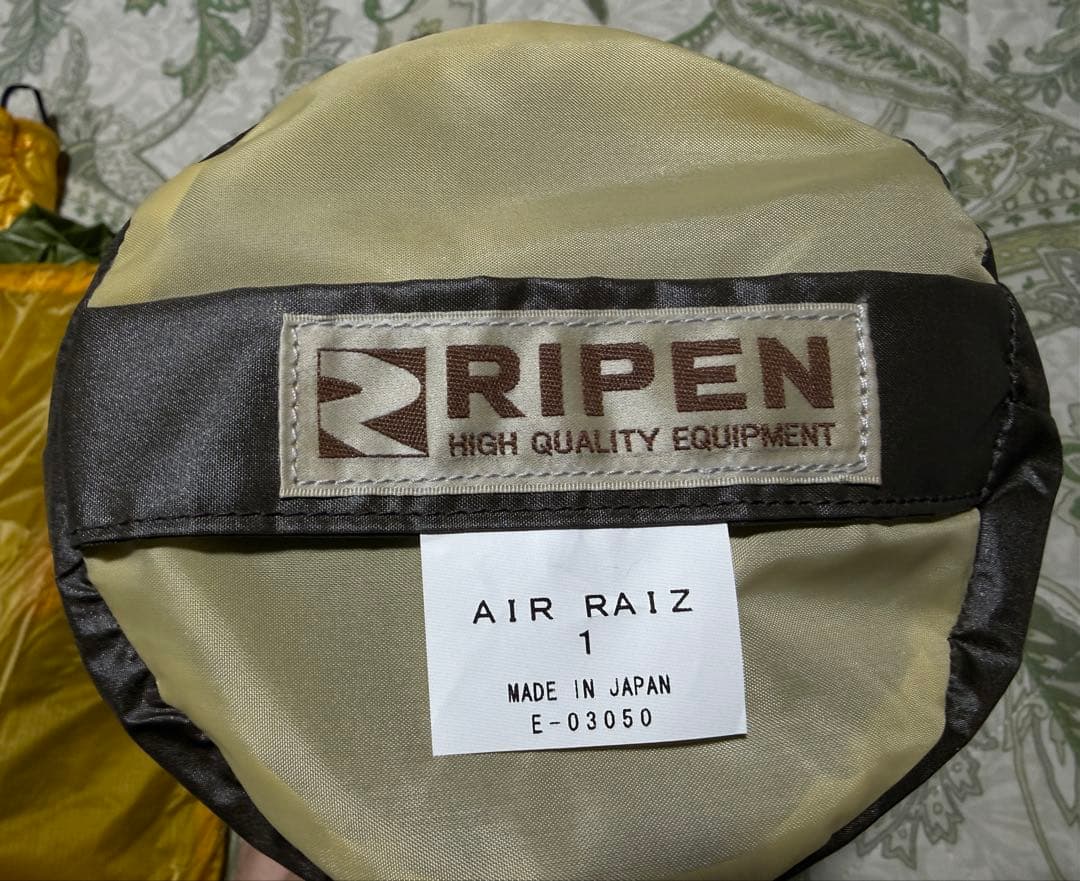 RIPEN
HIGH QUALITY EQUIPMENT
AIR RAIZ
1
MADE IN JAPAN
E-03050